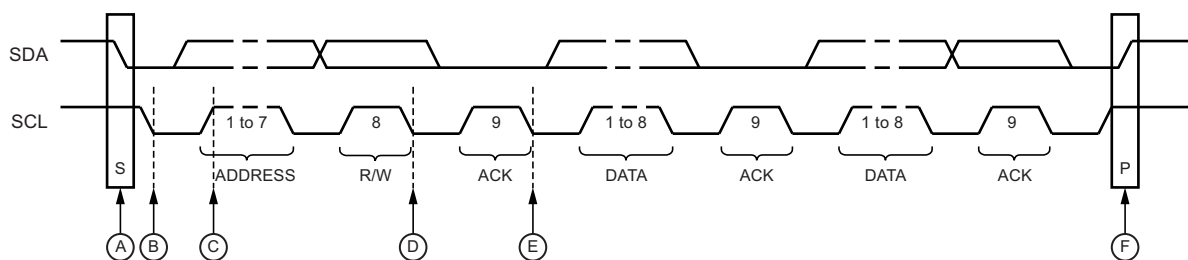 SDA
SCL
1 to 7
8
9
1 to 8
9
1 to 8
9
S
ADDRESS
R/W
ACK
DATA
ACK
DATA
ACK
P
A
B
C
D
E
F